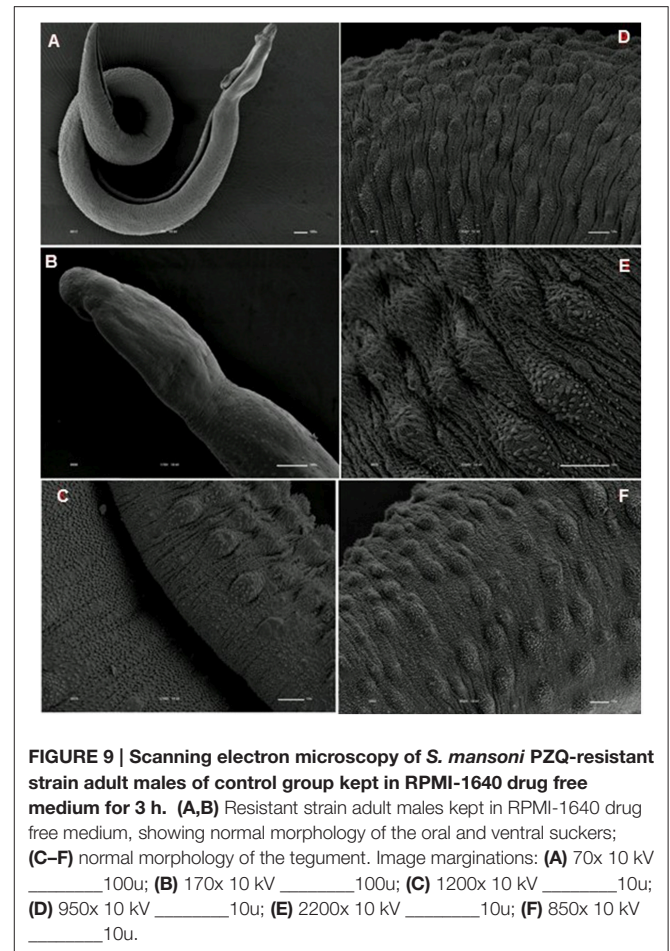 A
D
B
E
C
F
FIGURE 9 | Scanning electron microscopy of S. mansoni PZQ-resistant
strain adult males of control group kept in RPMI-1640 drug free
medium for 3 h. (A,B) Resistant strain adult males kept in RPMI-1640 drug
free medium, showing normal morphology of the oral and ventral suckers;
(C–F) normal morphology of the tegument. Image marginations: (A) 70x 10 kV
________100u; (B) 170x 10 kV ________100u; (C) 1200x 10 kV ________10u;
(D) 950x 10 kV ________10u; (E) 2200x 10 kV ________10u; (F) 850x 10 kV
________10u.